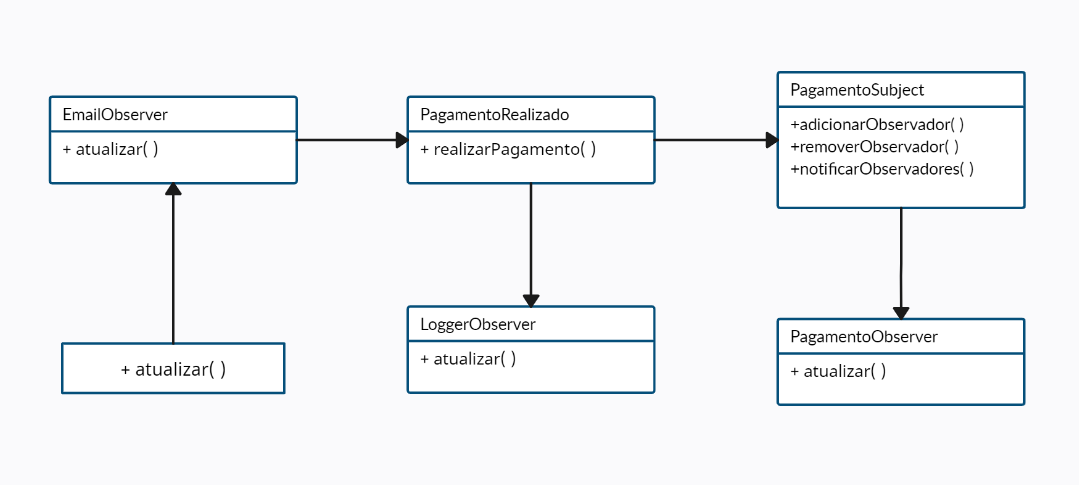 EmailObserver
+ atualizar( )
PagamentoRealizado
+ realizarPagamento( )
PagamentoSubject
+adicionarObservador( )
+removerObservador( )
+notificarObservadores( )
+ atualizar( )
LoggerObserver
+ atualizar( )
PagamentoObserver
+ atualizar( )